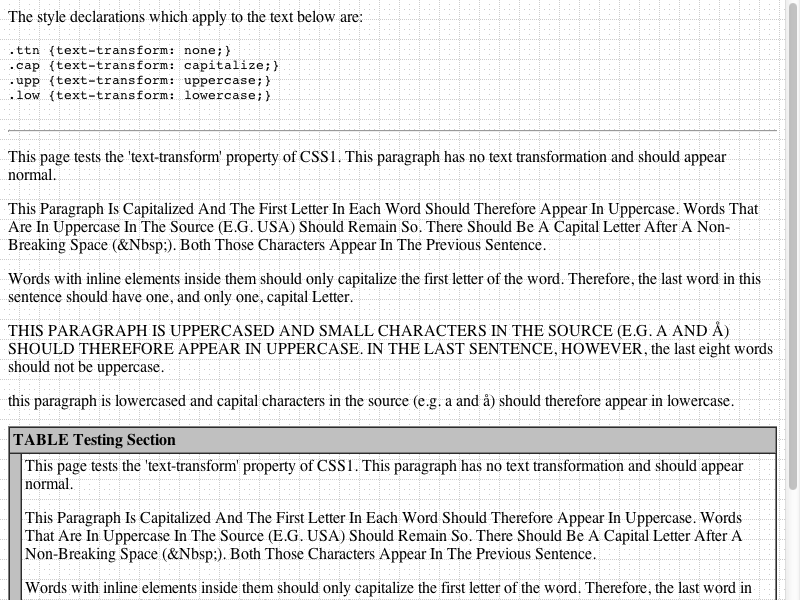 The style declarations which apply to the text below are:
.ttn {text-transform: none;}
.cap {text-transform: capitalize;}
.upp {text-transform: uppercase;}
.low {text-transform: lowercase;}
This page tests the 'text-transform' property of CSS1. This paragraph has no text transformation and should appear
normal.
This Paragraph Is Capitalized And The First Letter In Each Word Should Therefore Appear In Uppercase. Words That
Are In Uppercase In The Source (E.G. USA) Should Remain So. There Should Be A Capital Letter After A Non-
Breaking Space (&Nbsp;). Both Those Characters Appear In The Previous Sentence.
Words with inline elements inside them should only capitalize the first letter of the word. Therefore, the last word in this
sentence should have one, and only one, capital Letter.
THIS PARAGRAPH IS UPPERCASED AND SMALL CHARACTERS IN THE SOURCE (E.G. A AND Å)
SHOULD THEREFORE APPEAR IN UPPERCASE. IN THE LAST SENTENCE, HOWEVER, the last eight words
should not be uppercase.
this paragraph is lowercased and capital characters in the source (e.g. a and å) should therefore appear in lowercase.
TABLE Testing Section
This page tests the 'text-transform' property of CSS1. This paragraph has no text transformation and should appear
normal.
This Paragraph Is Capitalized And The First Letter In Each Word Should Therefore Appear In Uppercase. Words
That Are In Uppercase In The Source (E.G. USA) Should Remain So. There Should Be A Capital Letter After A
Non-Breaking Space (&Nbsp;). Both Those Characters Appear In The Previous Sentence.
Words with inline elements inside them should only capitalize the first letter of the word. Therefore, the last word in